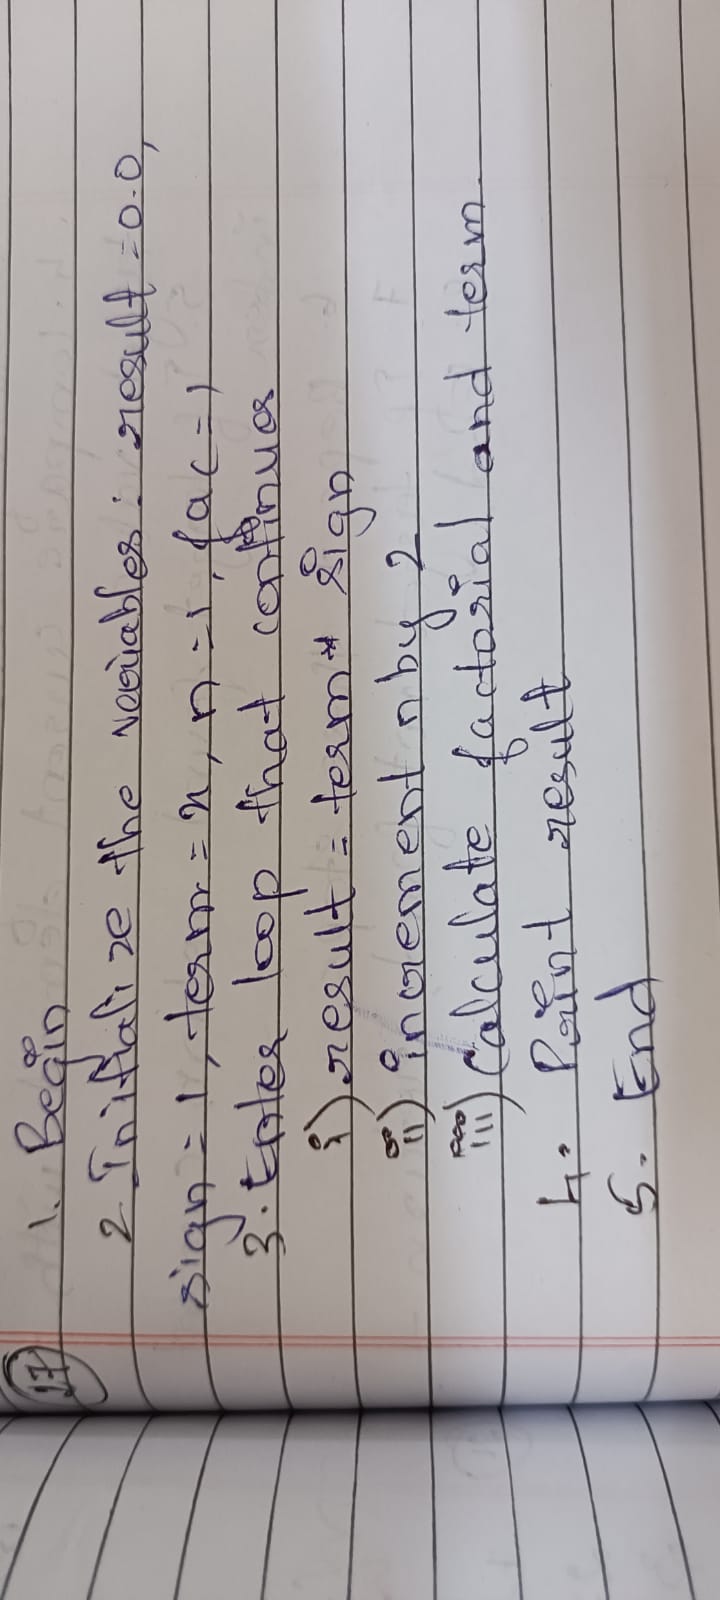 17
1. Begin
2. Initialize the variables: result = 0.0,
sign = 1, term = x, n = 1, fac = 1
3. Enter loop that continues
i) result = term * sign
ii) increment n by 2
iii) Calculate factorial and term.
4. Print result
5. End